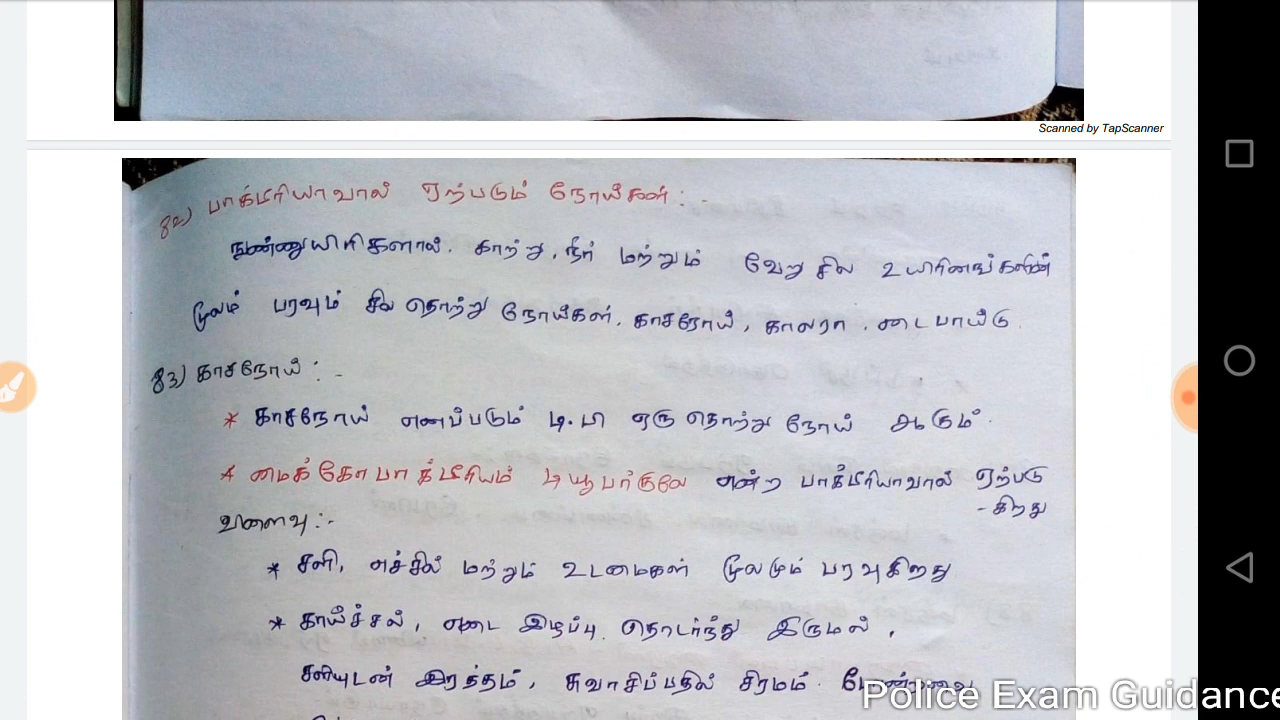 Scanned by TapScanner
82) பாக்டீரியாவால் ஏற்படும் நோய்கள் : -
நுண்ணுயிரிகளால். காற்று, நீர் மற்றும் வேறு சில உயிரினங்களின்
மூலம் பரவும் சில தொற்று நோய்கள். காசநோய், காலரா, டைபாய்டு.
83) காசநோய் : -
* காசநோய் எனப்படும் டி.பி ஒரு தொற்று நோய் ஆகும்.
* மைக்கோபாக்டீரியம் டியூபர்குலே என்ற பாக்டீரியாவால் ஏற்படு
- கிறது
விளைவு : -
* சளி, எச்சில் மற்றும் உடமைகள் மூலமும் பரவுகிறது
* காய்ச்சல், எடை இழப்பு, தொடர்ந்து இருமல்,
சளியுடன் இரத்தம், சுவாசிப்பதில் சிரமம்
Police Exam Guidance